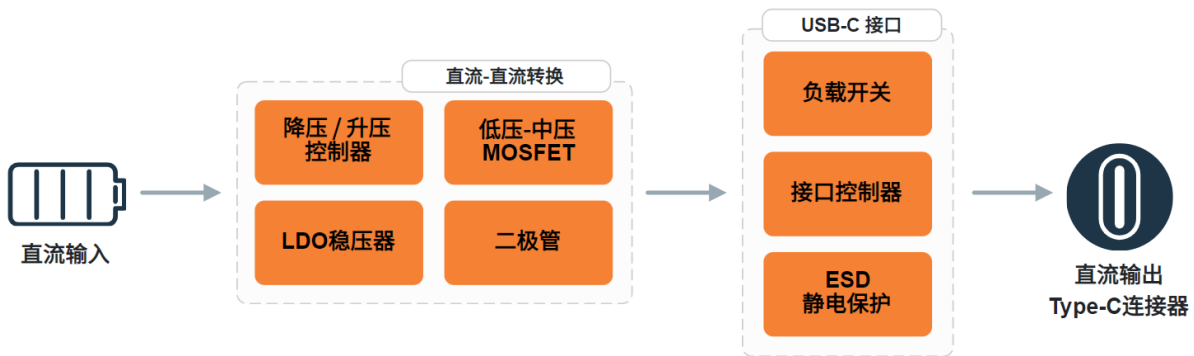 直流输入
直流-直流转换
降压 / 升压
控制器
低压-中压
MOSFET
LDO稳压器
二极管
USB-C 接口
负载开关
接口控制器
ESD
静电保护
直流输出
Type-C连接器